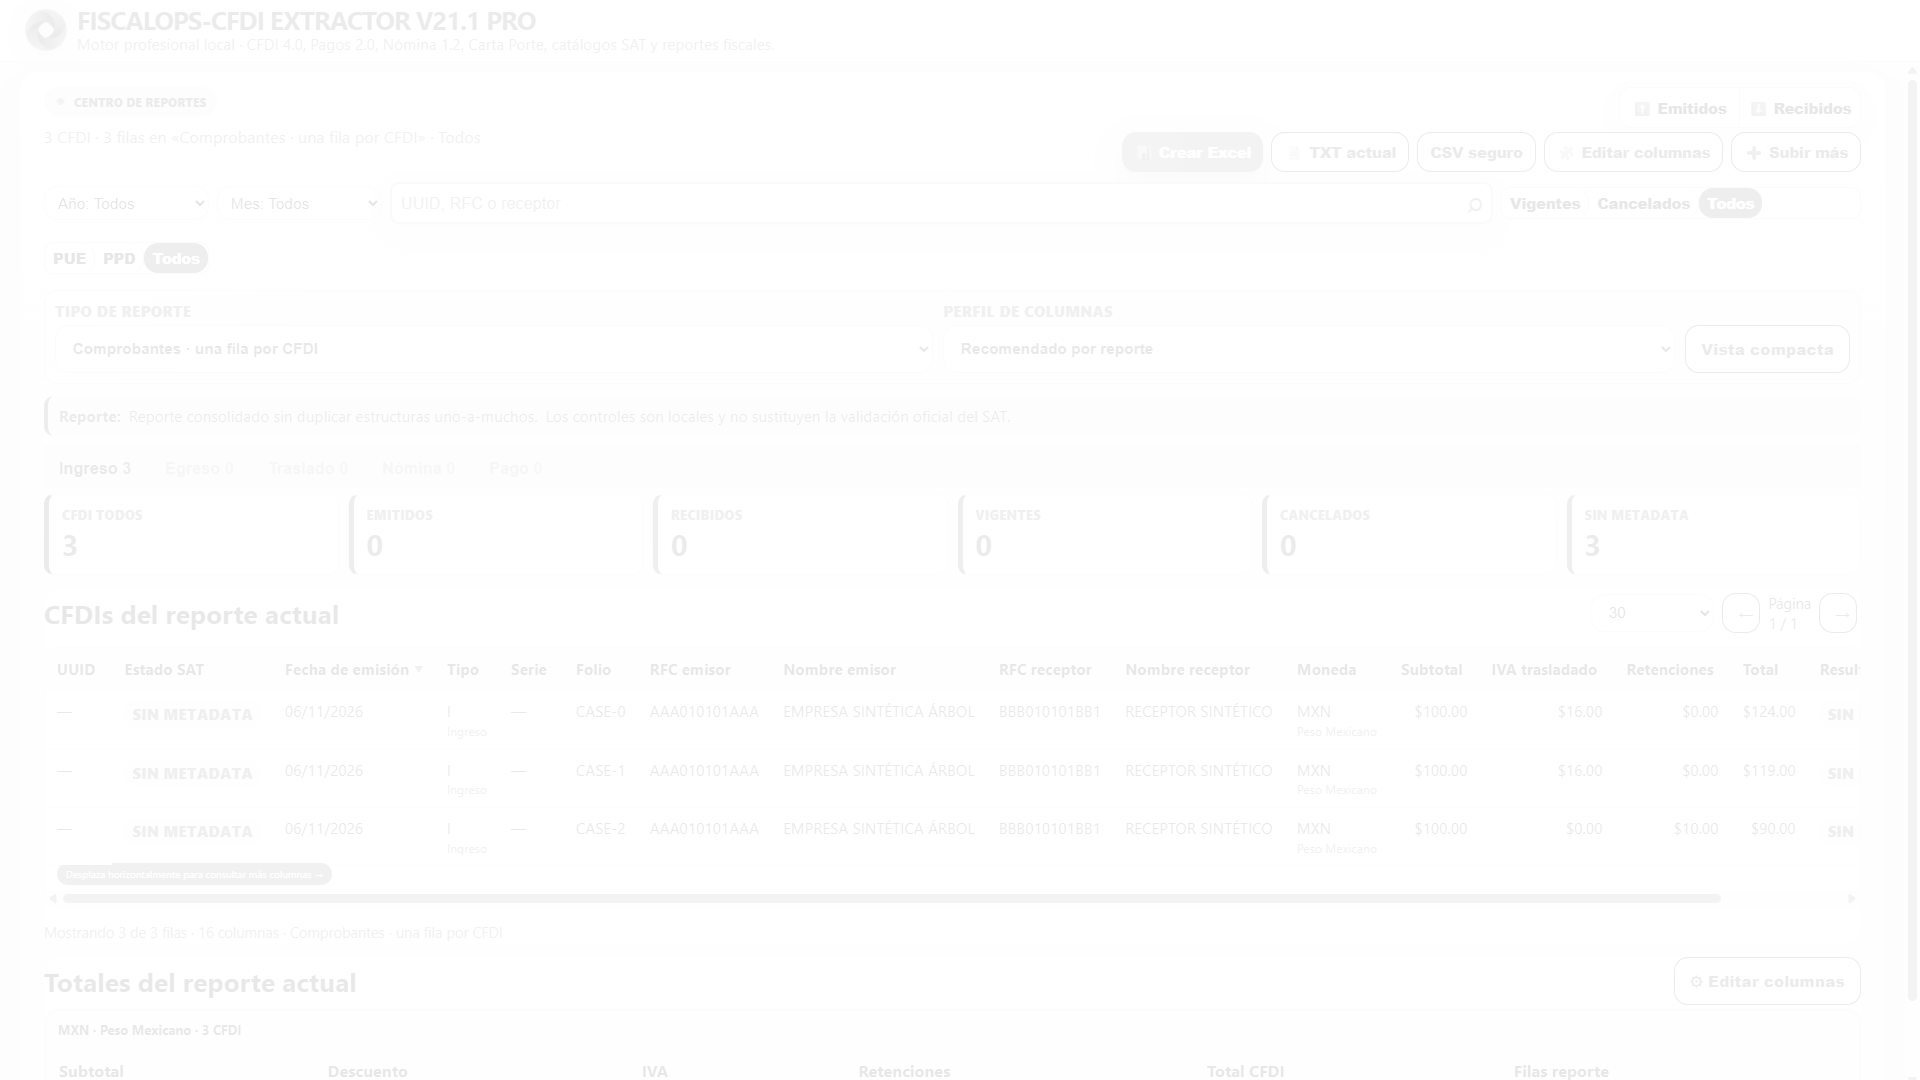 FISCALOPS-CFDI EXTRACTOR V21.1 PRO
Motor profesional local · CFDI 4.0, Pagos 2.0, Nómina 1.2, Carta Porte, catálogos SAT y reportes fiscales.
CENTRO DE REPORTES
Emitidos Recibidos
3 CFDI · 3 filas en «Comprobantes · una fila por CFDI» · Todos
Crear Excel TXT actual CSV seguro Editar columnas Subir más
Año: Todos Mes: Todos UUID, RFC o receptor Vigentes Cancelados Todos
PUE PPD Todos
TIPO DE REPORTE PERFIL DE COLUMNAS
Comprobantes · una fila por CFDI Recomendado por reporte Vista compacta
Reporte: Reporte consolidado sin duplicar estructuras uno-a-muchos. Los controles son locales y no sustituyen la validación oficial del SAT.
Ingreso 3 Egreso 0 Traslado 0 Nómina 0 Pago 0
CFDI TODOS EMITIDOS RECIBIDOS VIGENTES CANCELADOS SIN METADATA
3 0 0 0 0 3
CFDIs del reporte actual 30 ← Página 1 / 1 →
UUID Estado SAT Fecha de emisión ▼ Tipo Serie Folio RFC emisor Nombre emisor RFC receptor Nombre receptor Moneda Subtotal IVA trasladado Retenciones Total Resul
— SIN METADATA 06/11/2026 I — CASE-0 AAA010101AAA EMPRESA SINTÉTICA ÁRBOL BBB010101BB1 RECEPTOR SINTÉTICO MXN $100.00 $16.00 $0.00 $124.00 SIN
Ingreso Peso Mexicano
— SIN METADATA 06/11/2026 I — CASE-1 AAA010101AAA EMPRESA SINTÉTICA ÁRBOL BBB010101BB1 RECEPTOR SINTÉTICO MXN $100.00 $16.00 $0.00 $119.00 SIN
Ingreso Peso Mexicano
— SIN METADATA 06/11/2026 I — CASE-2 AAA010101AAA EMPRESA SINTÉTICA ÁRBOL BBB010101BB1 RECEPTOR SINTÉTICO MXN $100.00 $0.00 $10.00 $90.00 SIN
Ingreso Peso Mexicano
Desplaza horizontalmente para consultar más columnas →
Mostrando 3 de 3 filas · 16 columnas · Comprobantes · una fila por CFDI
Totales del reporte actual Editar columnas
MXN · Peso Mexicano · 3 CFDI
Subtotal Descuento IVA Retenciones Total CFDI Filas reporte